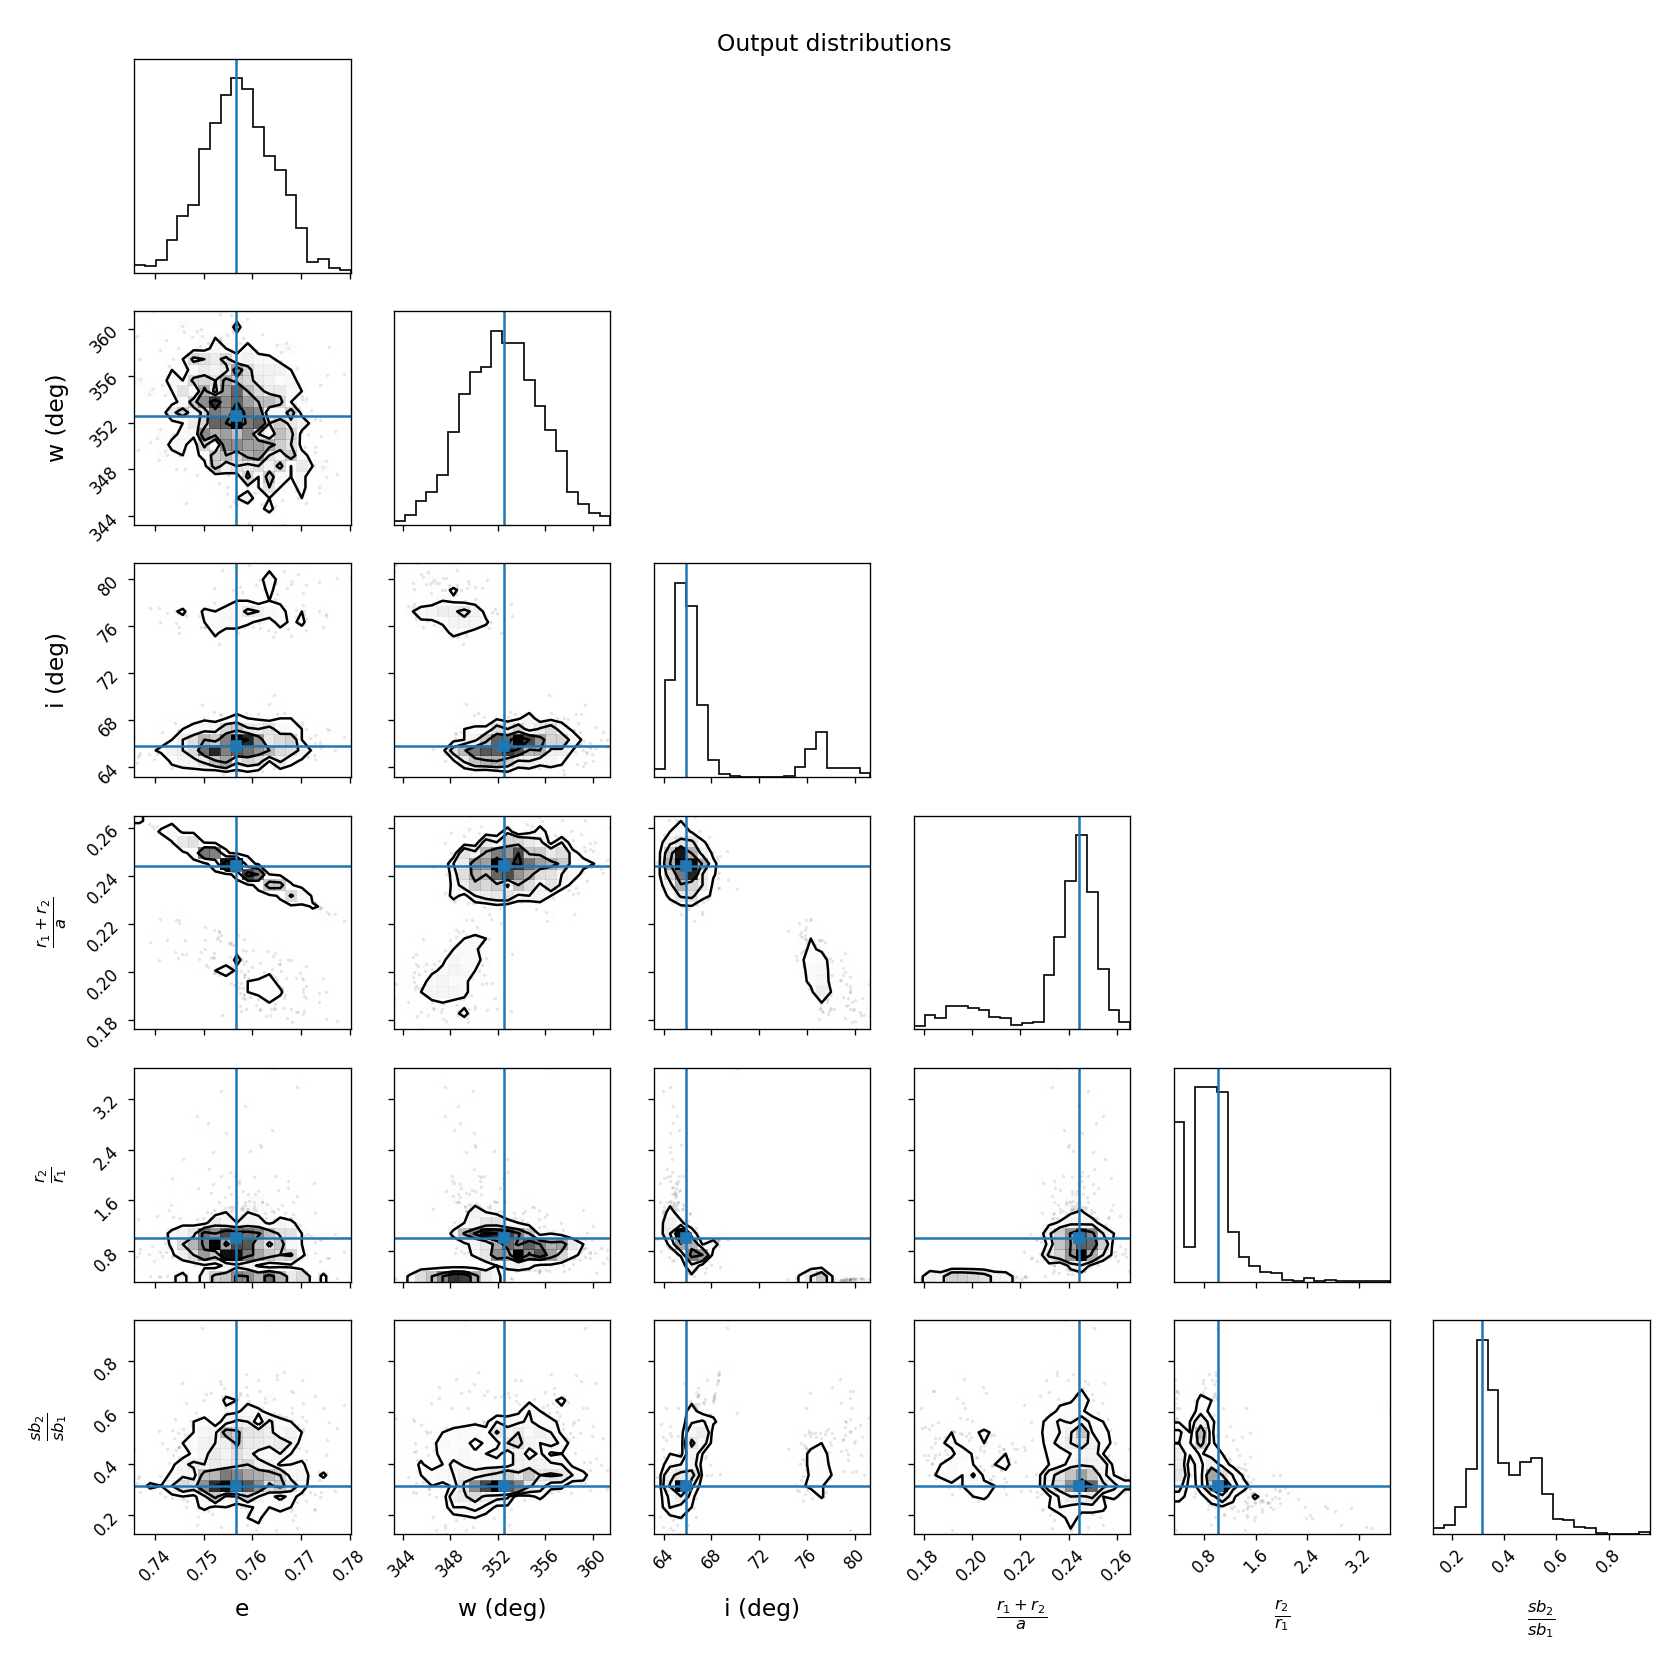 Output distributions
w (deg)
360
356
352
348
344
i (deg)
80
76
72
68
64
r₁ + r₂ / a
0.26
0.24
0.22
0.20
0.18
r₂ / r₁
3.2
2.4
1.6
0.8
sb₂ / sb₁
0.8
0.6
0.4
0.2
0.74 0.75 0.76 0.77 0.78 344 348 352 356 360 64 68 72 76 80 0.18 0.20 0.22 0.24 0.26 0.8 1.6 2.4 3.2 0.2 0.4 0.6 0.8
e w (deg) i (deg) r₁ + r₂ / a r₂ / r₁ sb₂ / sb₁